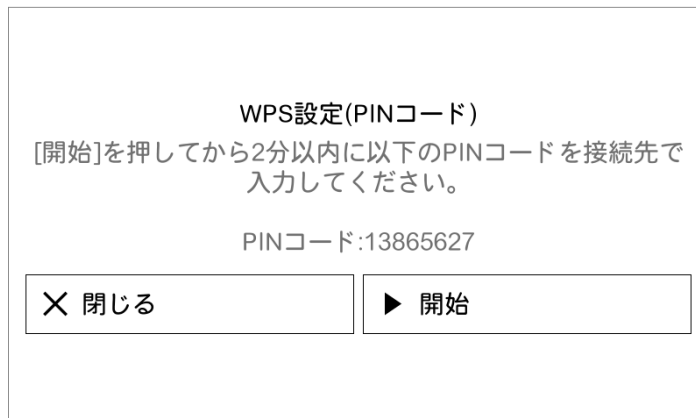 WPS設定(PINコード)
[開始]を押してから2分以内に以下のPINコードを接続先で
入力してください。
PINコード:13865627
✕ 閉じる
▶ 開始